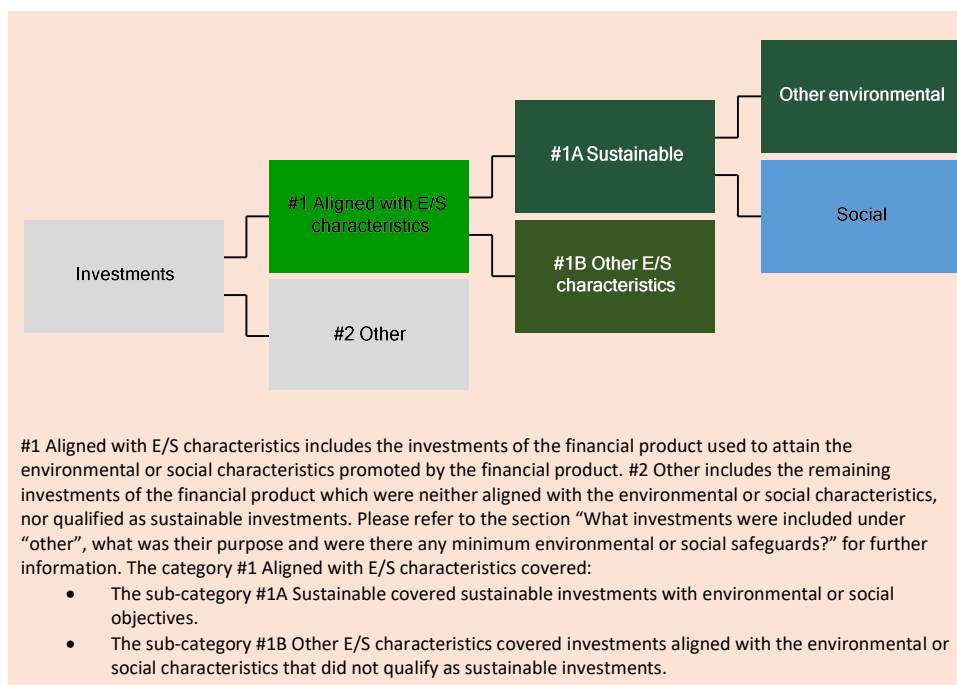 Other environmental
#1A Sustainable
#1 Aligned with E/S
characteristics
Social
Investments
#1B Other E/S
characteristics
#2 Other
#1 Aligned with E/S characteristics includes the investments of the financial product used to attain the
environmental or social characteristics promoted by the financial product. #2 Other includes the remaining
investments of the financial product which were neither aligned with the environmental or social characteristics,
nor qualified as sustainable investments. Please refer to the section “What investments were included under
“other”, what was their purpose and were there any minimum environmental or social safeguards?” for further
information. The category #1 Aligned with E/S characteristics covered:
• The sub-category #1A Sustainable covered sustainable investments with environmental or social
objectives.
• The sub-category #1B Other E/S characteristics covered investments aligned with the environmental or
social characteristics that did not qualify as sustainable investments.